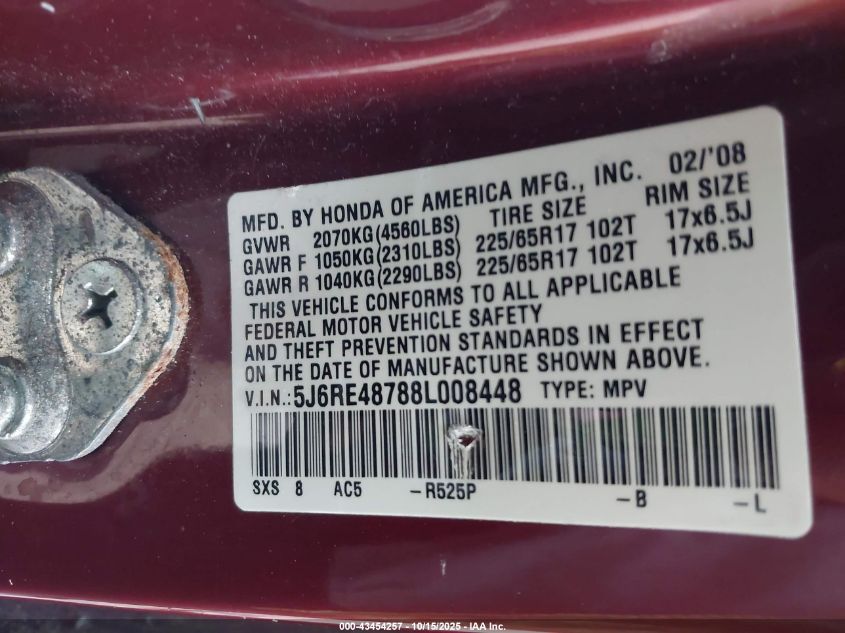 MFD. BY HONDA OF AMERICA MFG., INC. 02/'08
GVWR 2070KG(4560LBS) TIRE SIZE RIM SIZE
GAWR F 1050KG(2310LBS) 225/65R17 102T 17x6.5J
GAWR R 1040KG(2290LBS) 225/65R17 102T 17x6.5J
THIS VEHICLE CONFORMS TO ALL APPLICABLE
FEDERAL MOTOR VEHICLE SAFETY
AND THEFT PREVENTION STANDARDS IN EFFECT
ON THE DATE OF MANUFACTURE SHOWN ABOVE.
V.I.N.:5J6RE48788L008448 TYPE: MPV
SXS 8 AC5 -R525P -B -L
000-43454257 - 10/15/2025 - IAA Inc.